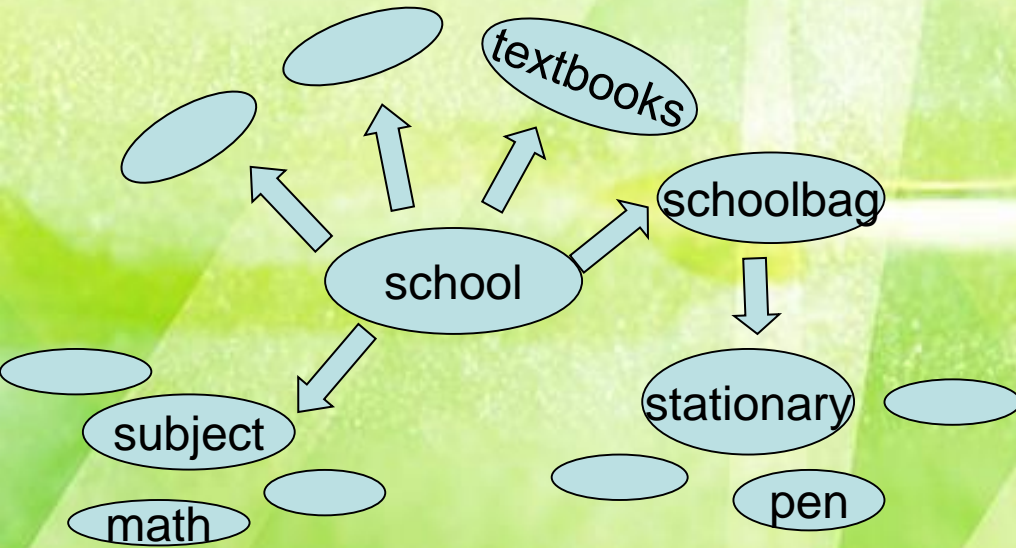 textbooks
schoolbag
school
stationary
subject
pen
math